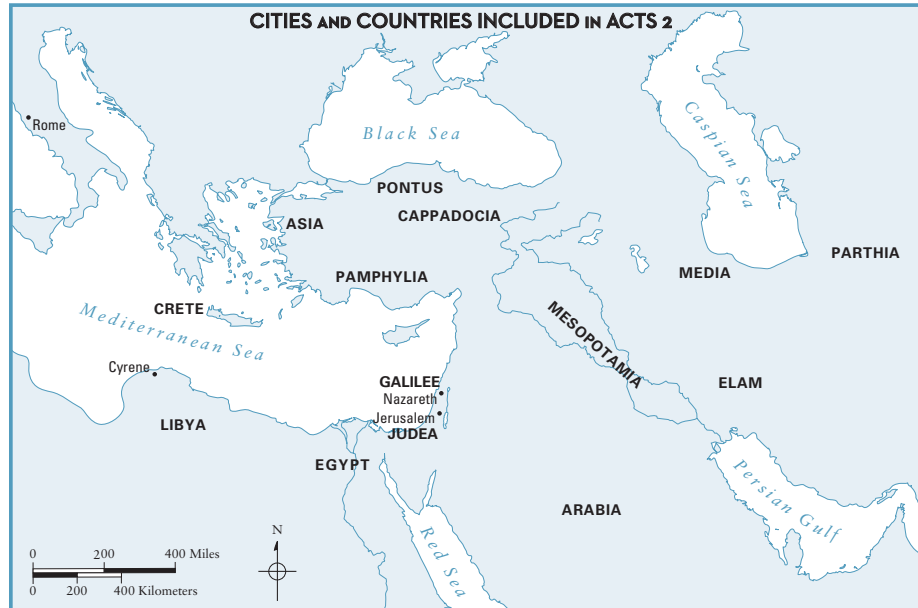 CITIES AND COUNTRIES INCLUDED IN ACTS 2
Rome
Black Sea
Caspian Sea
PONTUS
CAPPADOCIA
ASIA
PARTHIA
MEDIA
PAMPHYLIA
CRETE
Mediterranean Sea
MESOPOTAMIA
Cyrene
GALILEE
Nazareth
ELAM
Jerusalem
LIBYA
JUDEA
EGYPT
Persian Gulf
ARABIA
Red Sea
N
0 200 400 Miles
0 200 400 Kilometers